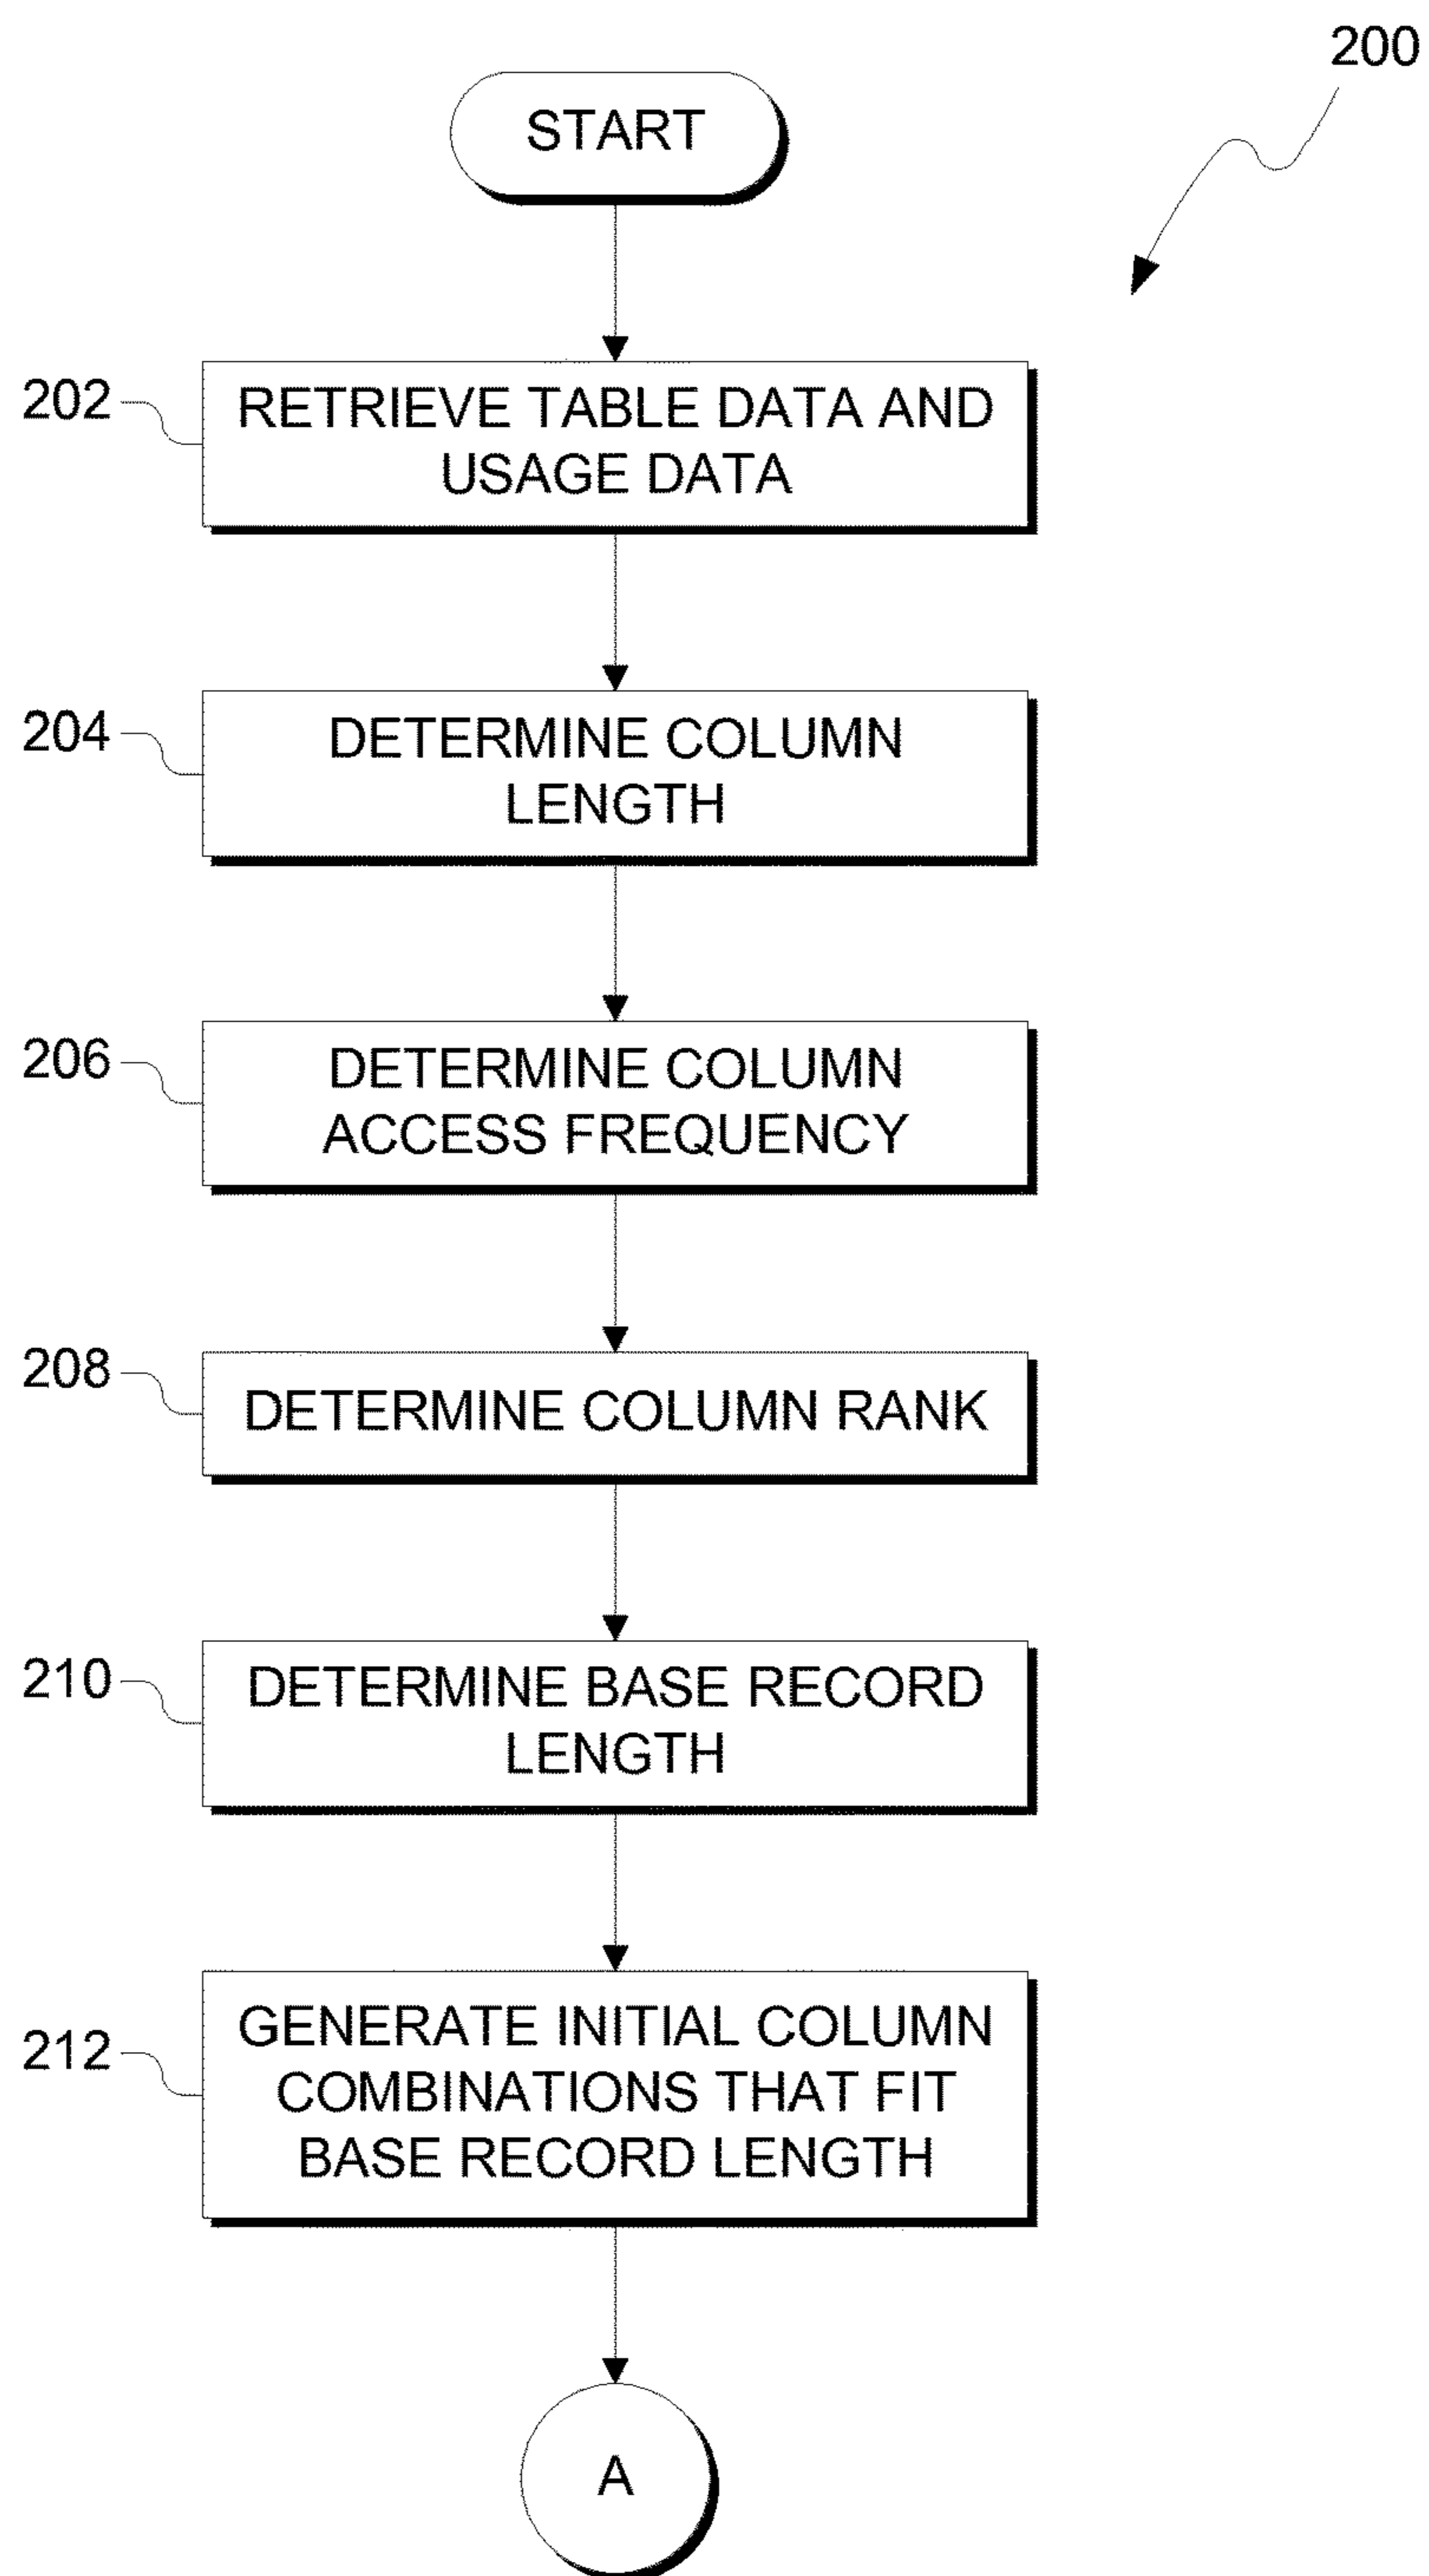 200
START
202
RETRIEVE TABLE DATA AND
USAGE DATA
204
DETERMINE COLUMN
LENGTH
206
DETERMINE COLUMN
ACCESS FREQUENCY
208
DETERMINE COLUMN RANK
210
DETERMINE BASE RECORD
LENGTH
212
GENERATE INITIAL COLUMN
COMBINATIONS THAT FIT
BASE RECORD LENGTH
A